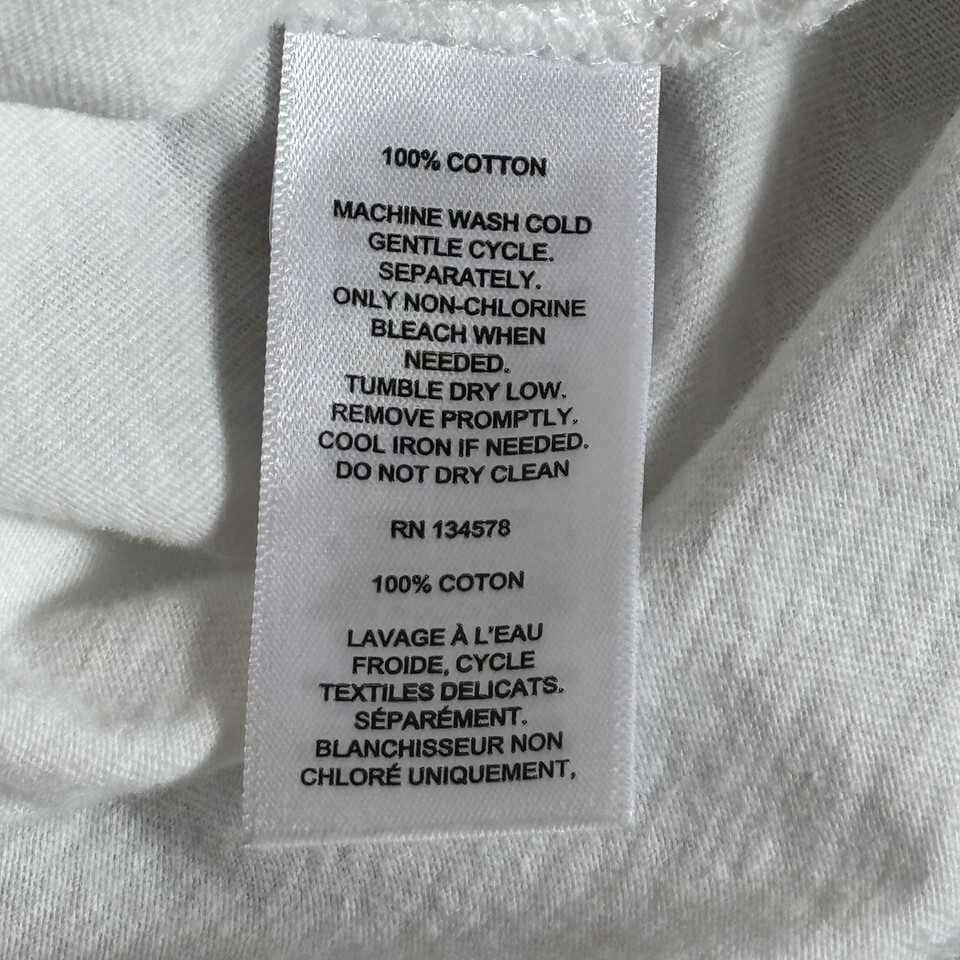 100% COTTON
MACHINE WASH COLD
GENTLE CYCLE.
SEPARATELY.
ONLY NON-CHLORINE
BLEACH WHEN
NEEDED.
TUMBLE DRY LOW.
REMOVE PROMPTLY.
COOL IRON IF NEEDED.
DO NOT DRY CLEAN
RN 134578
100% COTON
LAVAGE À L'EAU
FROIDE, CYCLE
TEXTILES DELICATS.
SÉPARÉMENT.
BLANCHISSEUR NON
CHLORÉ UNIQUEMENT,